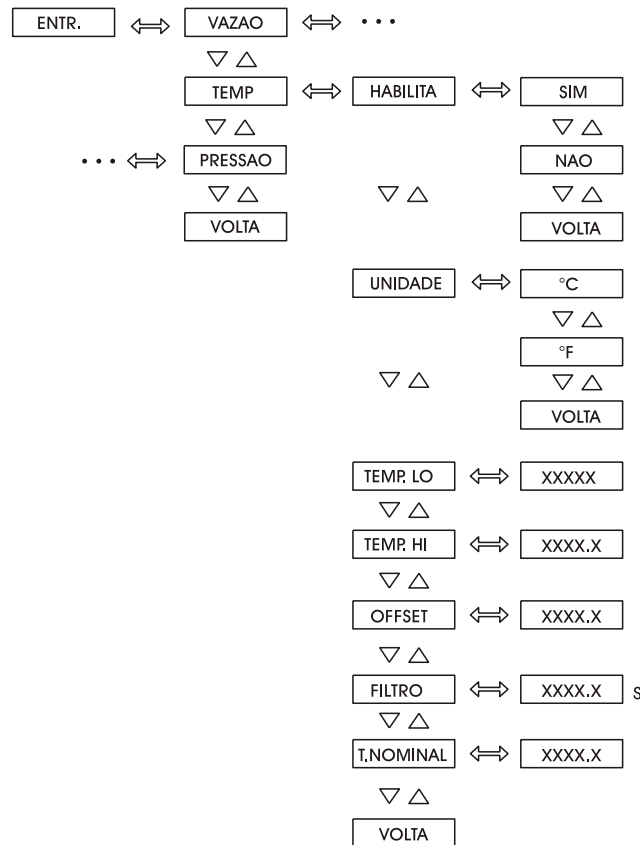 ENTR. VAZAO • • •
TEMP HABILITA SIM
• • • PRESSAO NAO
VOLTA VOLTA
UNIDADE °C
°F
VOLTA
TEMP. LO XXXXX
TEMP. HI XXXX.X
OFFSET XXXX.X
FILTRO XXXX.X S
T.NOMINAL XXXX.X
VOLTA